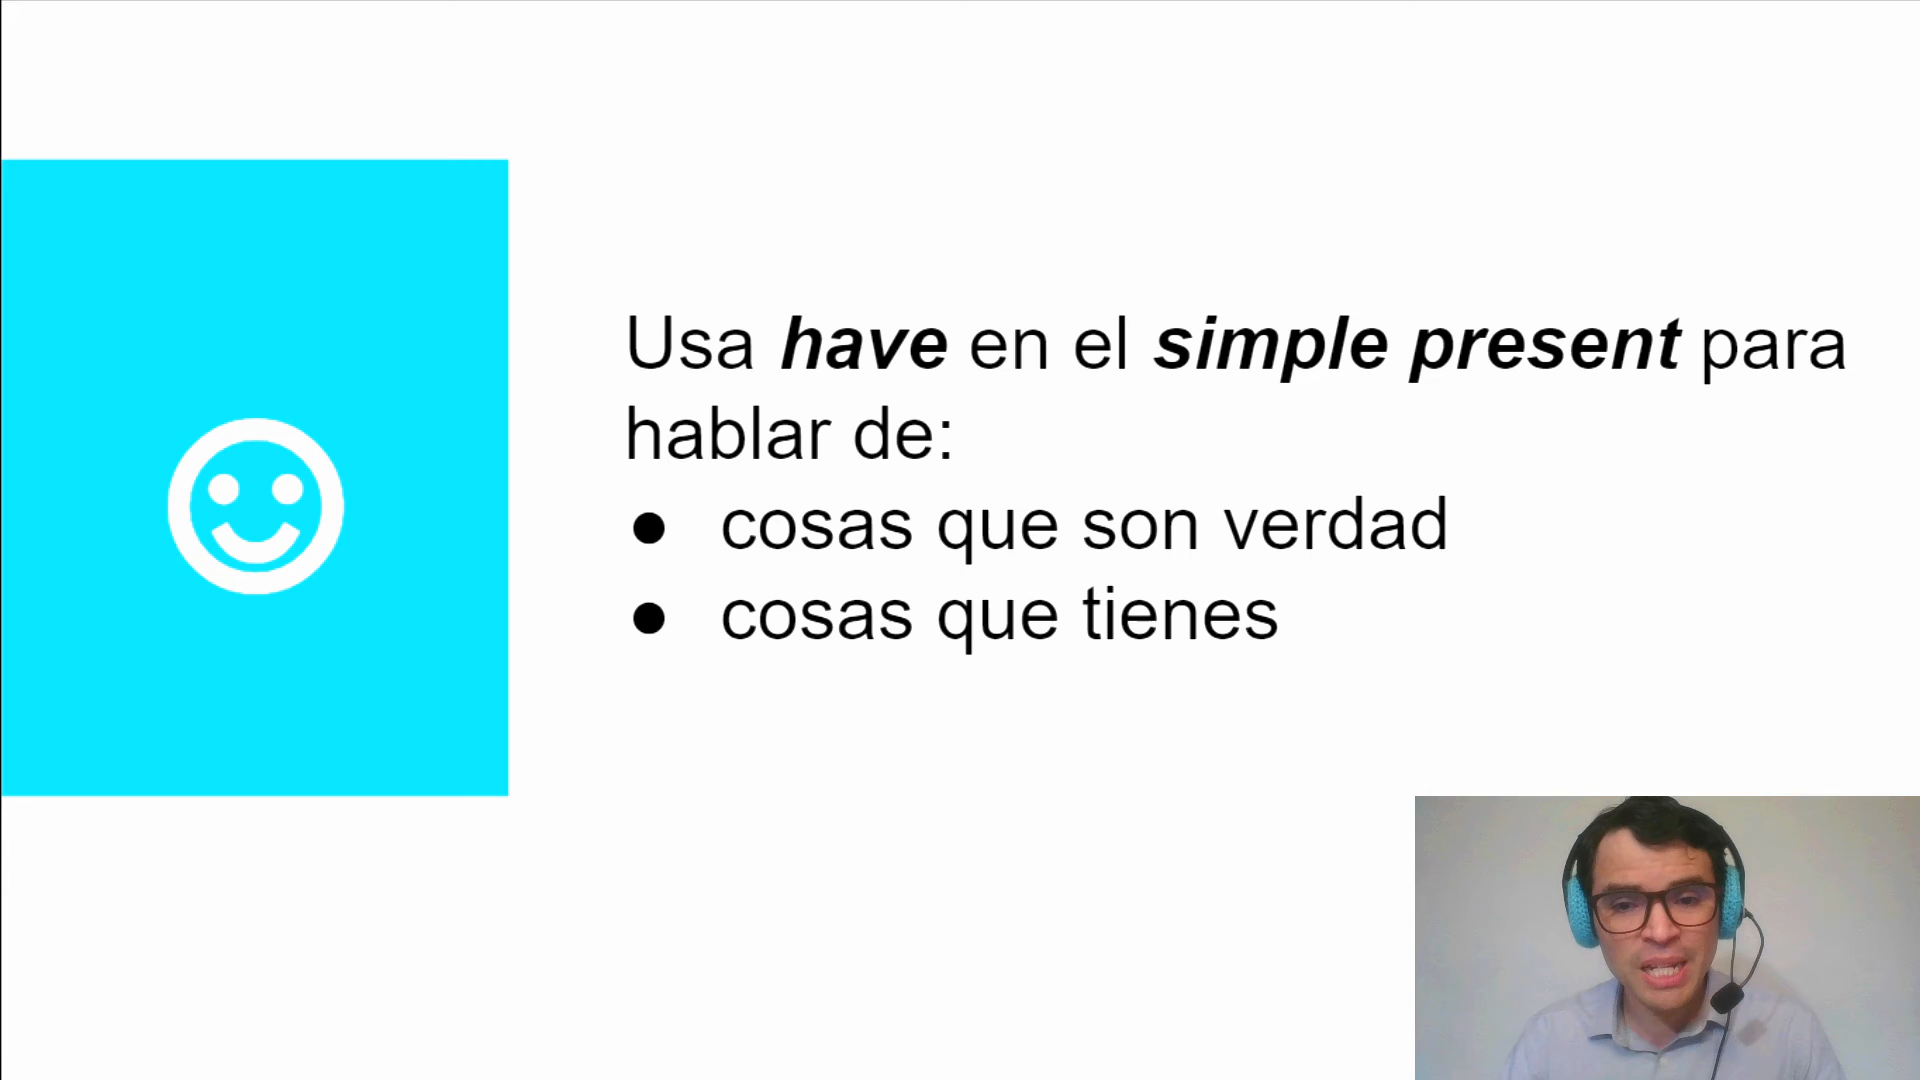 Usa have en el simple present para
hablar de:
● cosas que son verdad
● cosas que tienes